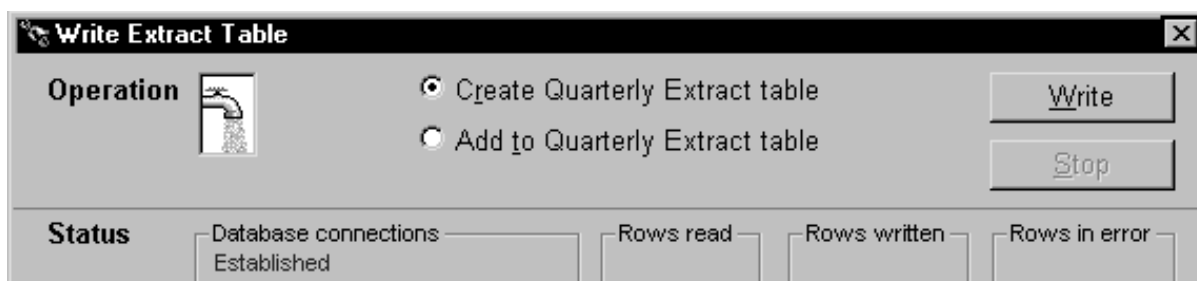 Write Extract Table
Operation
Create Quarterly Extract table
Write
Add to Quarterly Extract table
Stop
Status
Database connections
Rows read
Rows written
Rows in error
Established